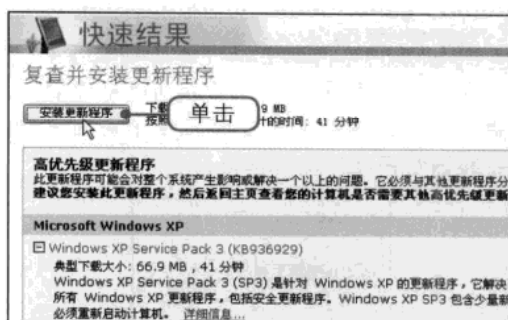 快速结果
复查并安装更新程序
安装更新程序
单击
下载
9 MB
按照
时间: 41 分钟
高优先级更新程序
此更新程序可能会对整个系统产生影响或解决一个以上的问题。它必须与其他更新程序分
建议您安装此更新程序，然后返回主页查看您的计算机是否需要其他高优先级更新
Microsoft Windows XP
Windows XP Service Pack 3 (KB936929)
典型下载大小: 66.9 MB，41 分钟
Windows XP Service Pack 3 (SP3) 是针对 Windows XP 的更新程序，它解决
所有 Windows XP 更新程序，包括安全更新程序。Windows XP SP3 包含少量新
必须重新启动计算机。 详细信息...